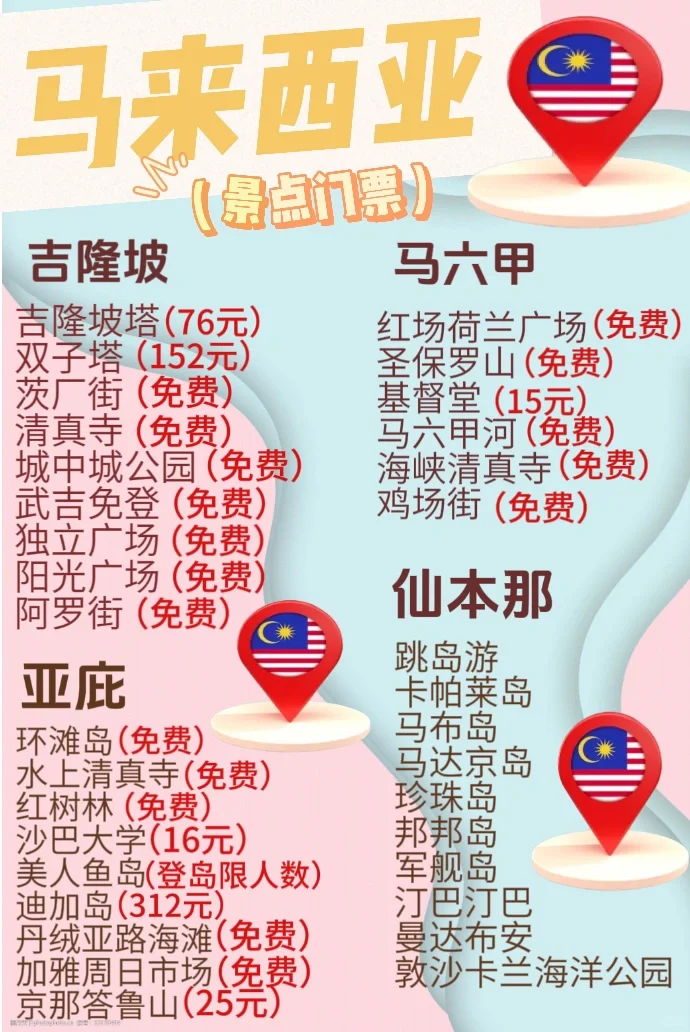 马来西亚
(景点门票)
吉隆坡
吉隆坡塔(76元)
双子塔(152元)
茨厂街(免费)
清真寺(免费)
城中城公园(免费)
武吉免登(免费)
独立广场(免费)
阳光广场(免费)
阿罗街(免费)
亚庇
环滩岛(免费)
水上清真寺(免费)
红树林(免费)
沙巴大学(16元)
美人鱼岛(登岛限人数)
迪加岛(312元)
丹绒亚路海滩(免费)
加雅周日市场(免费)
京那答鲁山(25元)
马六甲
红场荷兰广场(免费)
圣保罗山(免费)
基督堂(15元)
马六甲河(免费)
海峡清真寺(免费)
鸡场街(免费)
仙本那
跳岛游
卡帕莱岛
马布岛
马达京岛
珍珠岛
邦邦岛
军舰岛
汀巴汀巴
曼达布安
敦沙卡兰海洋公园